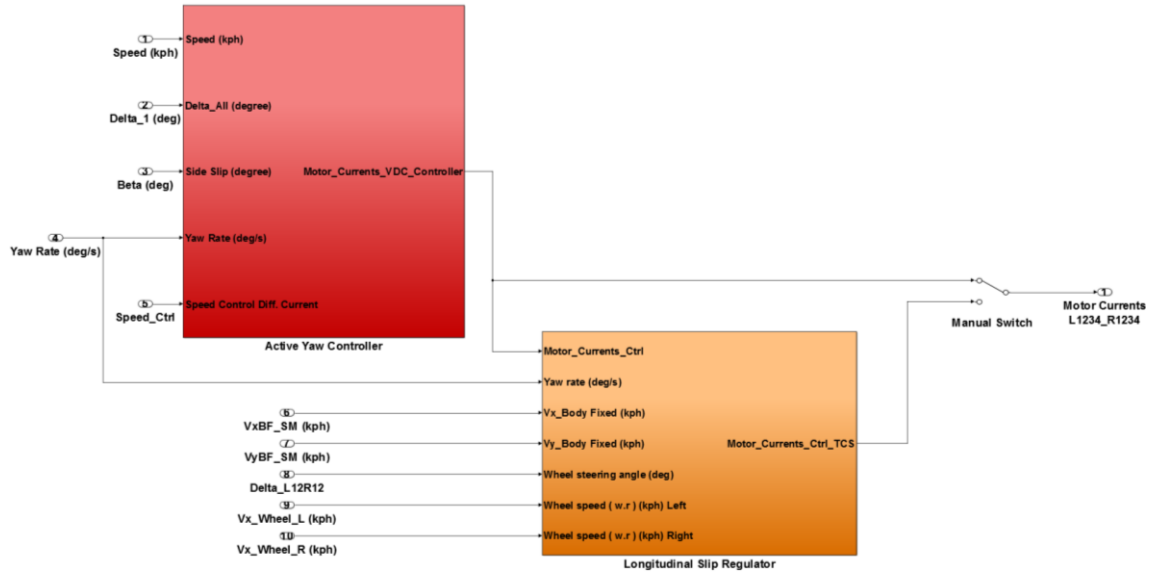 1
Speed (kph)
Speed (kph)
2
Delta_1 (deg)
Delta_All (degree)
3
Beta (deg)
Side Slip (degree)
Motor_Currents_VDC_Controller
4
Yaw Rate (deg/s)
Yaw Rate (deg/s)
5
Speed_Ctrl
Speed Control Diff. Current
Active Yaw Controller
Manual Switch
1
Motor Currents
L1234_R1234
Motor_Currents_Ctrl
Yaw rate (deg/s)
6
VxBF_SM (kph)
Vx_Body Fixed (kph)
7
VyBF_SM (kph)
Vy_Body Fixed (kph)
Motor_Currents_Ctrl_TCS
8
Delta_L12R12
Wheel steering angle (deg)
9
Vx_Wheel_L (kph)
Wheel speed ( w.r ) (kph) Left
10
Vx_Wheel_R (kph)
Wheel speed ( w.r ) (kph) Right
Longitudinal Slip Regulator